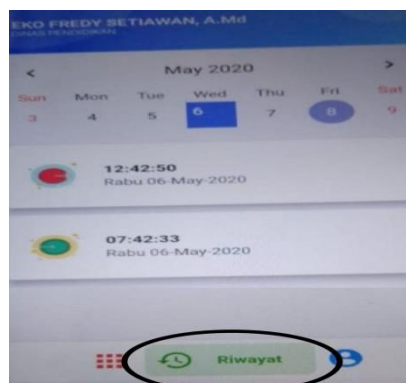 EKO FREDY SETIAWAN, A.Md
DINAS PENDIDIKAN
< May 2020 >
Sun Mon Tue Wed Thu Fri Sat
3 4 5 6 7 8 9
12:42:50
Rabu 06-May-2020
07:42:33
Rabu 06-May-2020
Riwayat